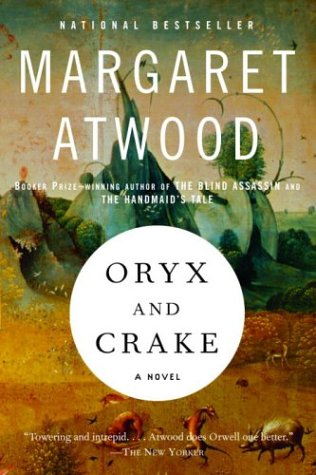 NATIONAL BESTSELLER
MARGARET
ATWOOD
BOOKER PRIZE–WINNING AUTHOR OF THE BLIND ASSASSIN AND
THE HANDMAID'S TALE
ORYX
AND
CRAKE
A NOVEL
"Towering and intrepid. . . . Atwood does Orwell one better."
—THE NEW YORKER